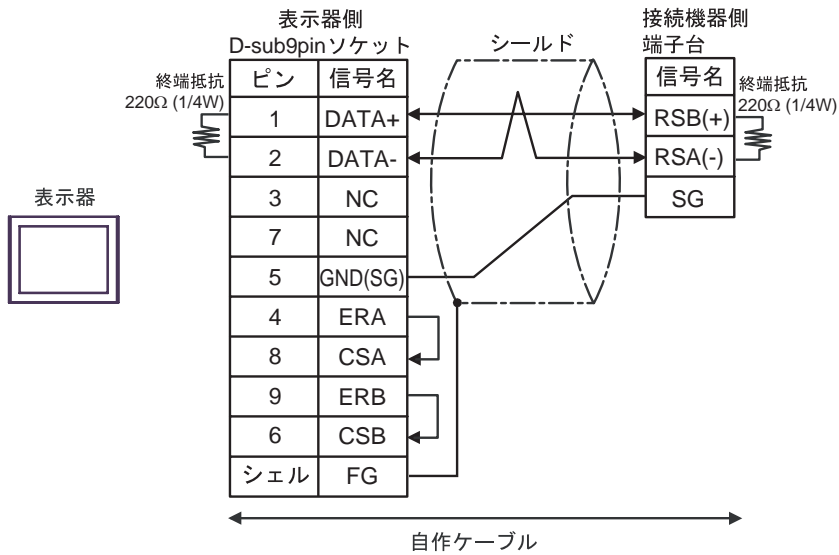 表示器側
D-sub9pinソケット
シールド
接続機器側
端子台
終端抵抗
220Ω (1/4W)
ピン 信号名
1 DATA+
2 DATA-
3 NC
7 NC
5 GND(SG)
4 ERA
8 CSA
9 ERB
6 CSB
シェル FG
信号名
RSB(+)
RSA(-)
SG
終端抵抗
220Ω (1/4W)
表示器
自作ケーブル